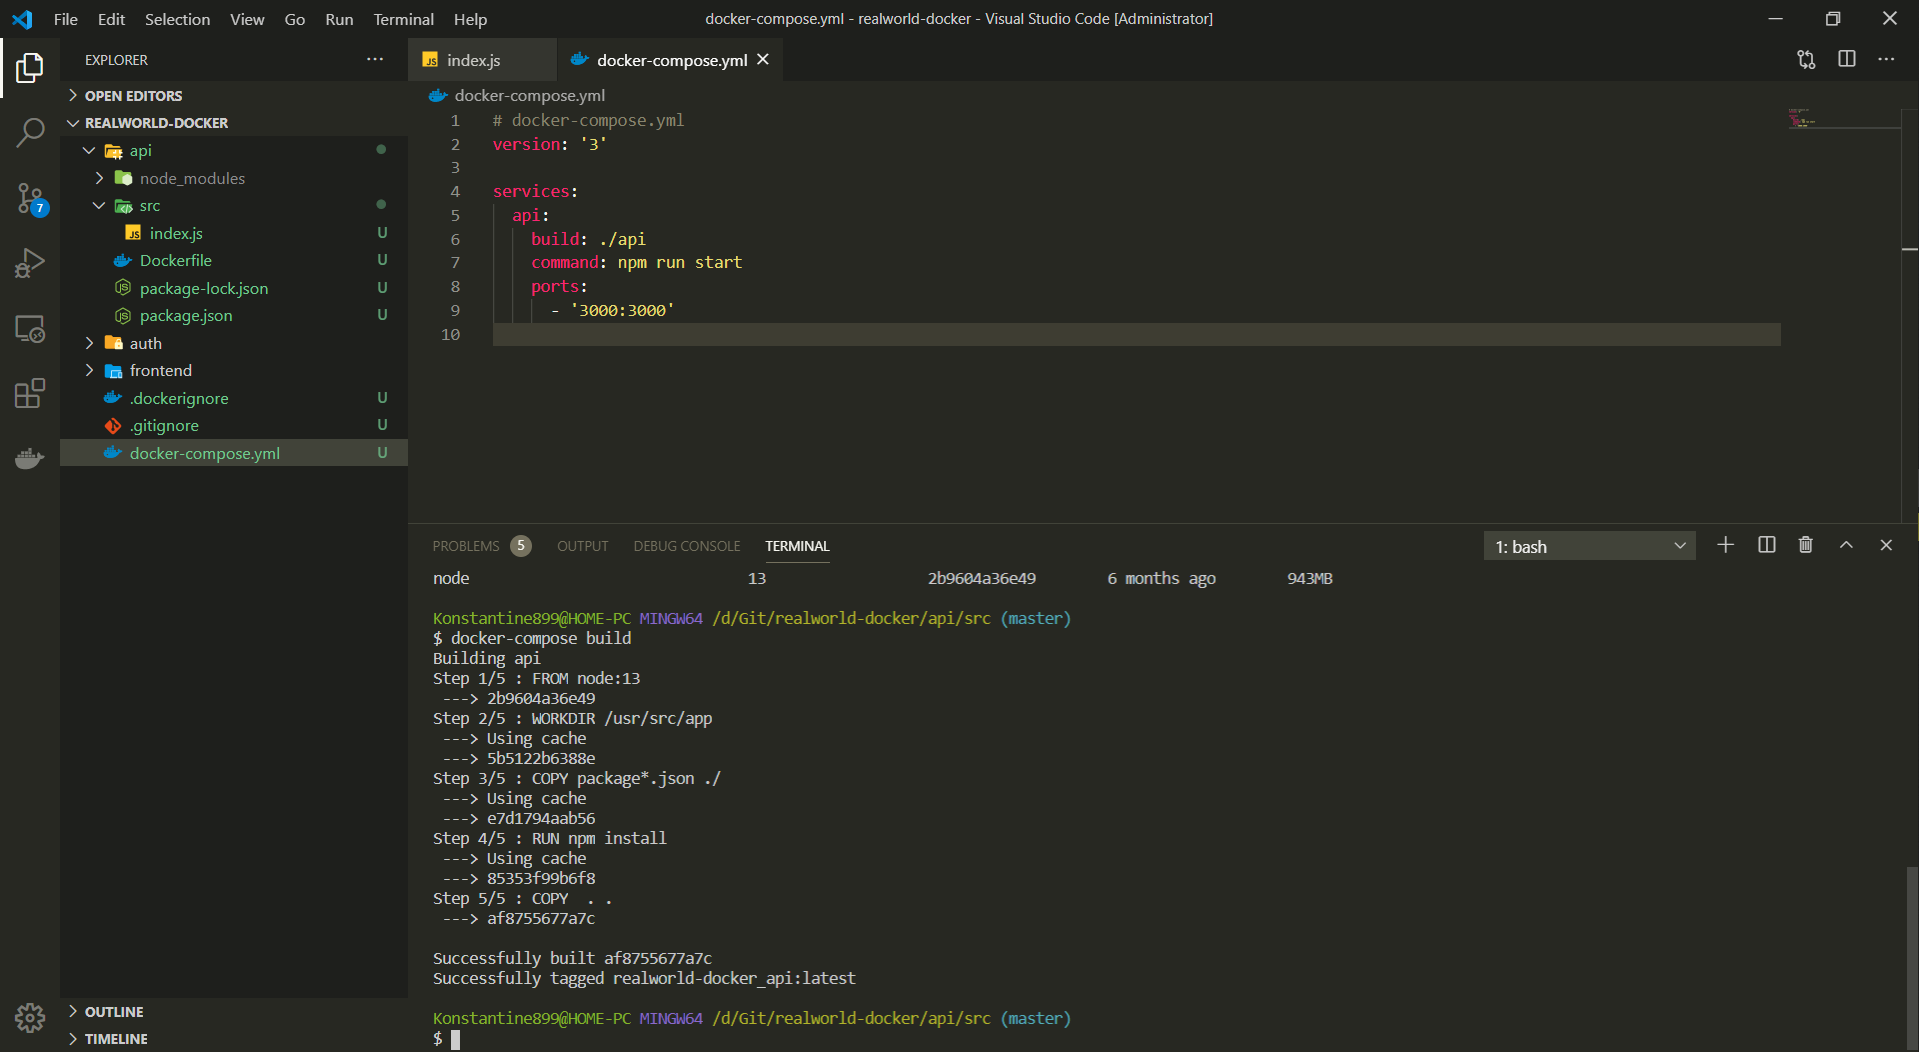 File Edit Selection View Go Run Terminal Help
docker-compose.yml - realworld-docker - Visual Studio Code [Administrator]
EXPLORER
OPEN EDITORS
REALWORLD-DOCKER
api
node_modules
src
index.js U
Dockerfile U
package-lock.json U
package.json U
auth
frontend
.dockerignore U
.gitignore U
docker-compose.yml U
OUTLINE
TIMELINE
7
index.js
docker-compose.yml
docker-compose.yml
1 # docker-compose.yml
2 version: '3'
3
4 services:
5 api:
6 build: ./api
7 command: npm run start
8 ports:
9 - '3000:3000'
10
PROBLEMS 5 OUTPUT DEBUG CONSOLE TERMINAL
1: bash
node 13 2b9604a36e49 6 months ago 943MB
Konstantine899@HOME-PC MINGW64 /d/Git/realworld-docker/api/src (master)
$ docker-compose build
Building api
Step 1/5 : FROM node:13
---> 2b9604a36e49
Step 2/5 : WORKDIR /usr/src/app
---> Using cache
---> 5b5122b6388e
Step 3/5 : COPY package*.json ./
---> Using cache
---> e7d1794aab56
Step 4/5 : RUN npm install
---> Using cache
---> 85353f99b6f8
Step 5/5 : COPY  . .
---> af8755677a7c
Successfully built af8755677a7c
Successfully tagged realworld-docker_api:latest
Konstantine899@HOME-PC MINGW64 /d/Git/realworld-docker/api/src (master)
$